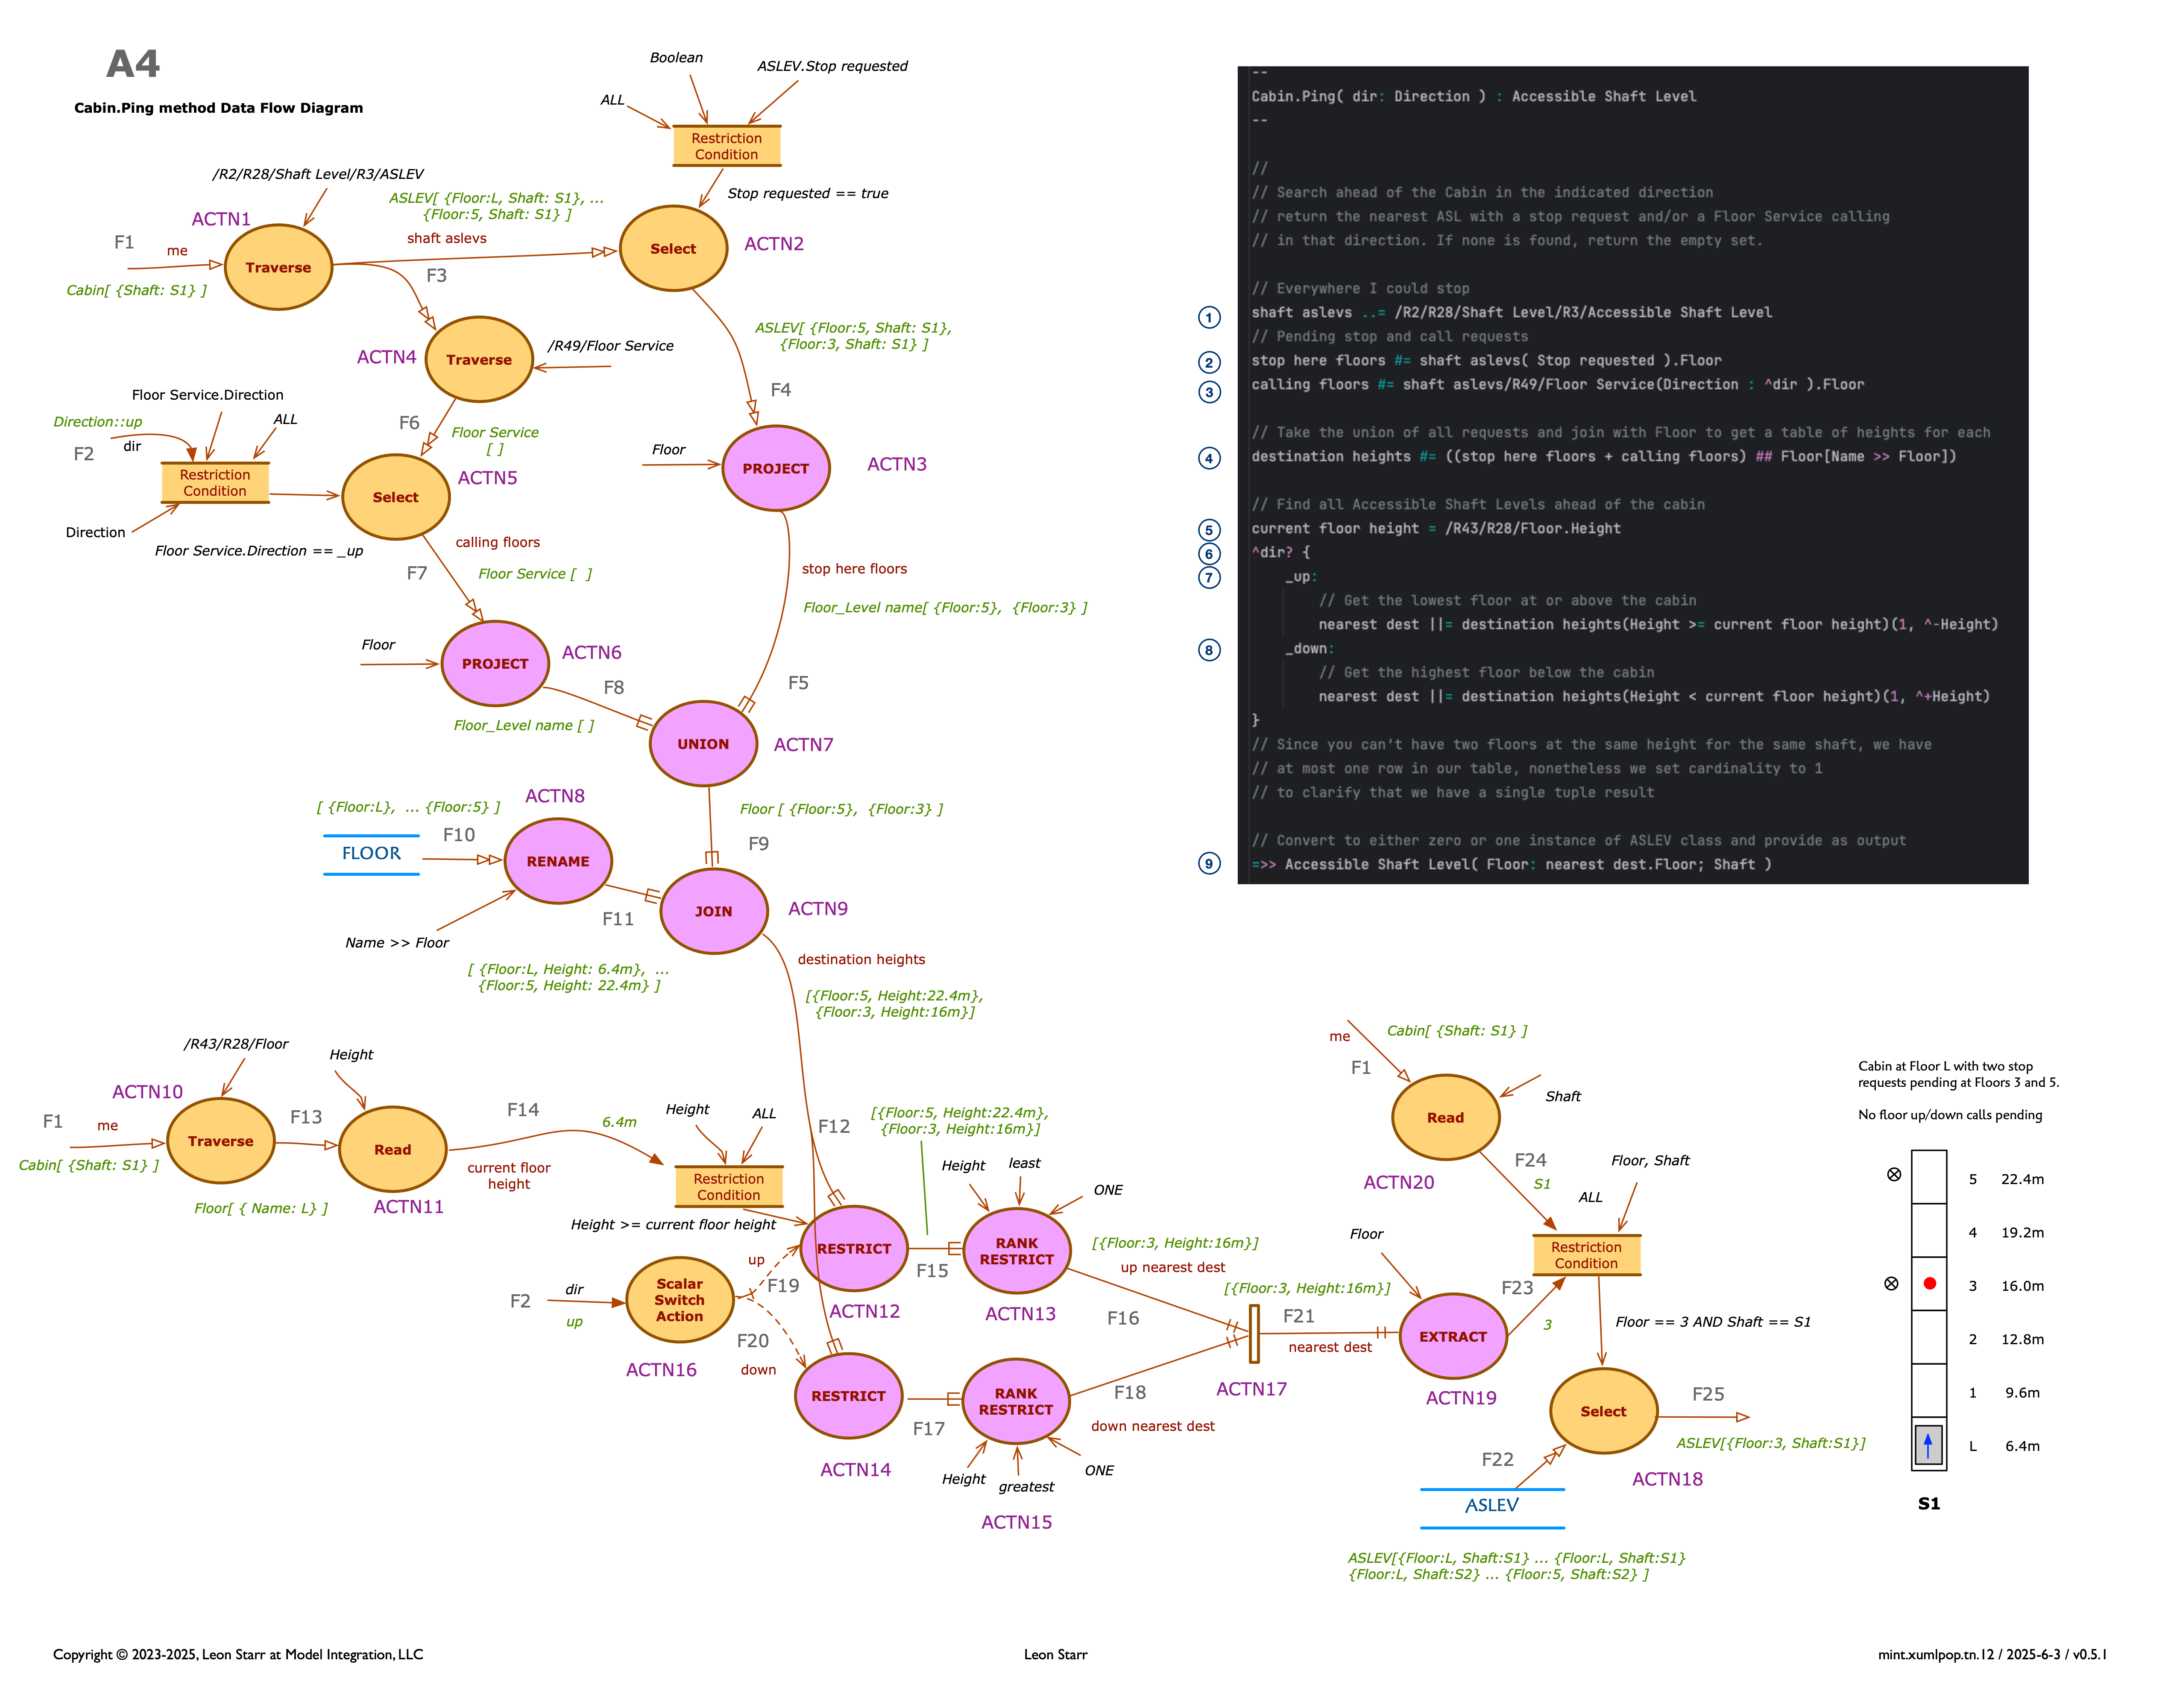 A4
Cabin.Ping method Data Flow Diagram
Boolean
ASLEV.Stop requested
ALL
Restriction
Condition
/R2/R28/Shaft Level/R3/ASLEV
Stop requested == true
ASLEV[ {Floor:L, Shaft: S1}, ...
{Floor:5, Shaft: S1} ]
ACTN1
F1
me
Traverse
shaft aslevs
Select
ACTN2
F3
Cabin[ {Shaft: S1} ]
ASLEV[ {Floor:5, Shaft: S1},
{Floor:3, Shaft: S1} ]
ACTN4
Traverse
/R49/Floor Service
F4
Floor Service.Direction
Direction::up
ALL
F6
Floor Service
[ ]
F2
dir
Floor
PROJECT
ACTN3
Restriction
Condition
Select
ACTN5
Direction
Floor Service.Direction == _up
calling floors
F7
Floor Service [ ]
stop here floors
Floor_Level name[ {Floor:5}, {Floor:3} ]
Floor
PROJECT
ACTN6
F8
F5
Floor_Level name [ ]
UNION
ACTN7
[ {Floor:L}, ... {Floor:5} ]
ACTN8
Floor [ {Floor:5}, {Floor:3} ]
F10
F9
FLOOR
RENAME
F11
JOIN
ACTN9
Name >> Floor
destination heights
[ {Floor:L, Height: 6.4m}, ...
{Floor:5, Height: 22.4m} ]
[{Floor:5, Height:22.4m},
{Floor:3, Height:16m}]
/R43/R28/Floor
Height
ACTN10
F1
me
Traverse
F13
Read
F14
6.4m
Height
ALL
F12
[{Floor:5, Height:22.4m},
{Floor:3, Height:16m}]
Cabin[ {Shaft: S1} ]
current floor
height
Restriction
Condition
Height
least
ONE
Floor[ { Name: L} ]
ACTN11
Height >= current floor height
RESTRICT
F15
RANK
RESTRICT
[{Floor:3, Height:16m}]
up nearest dest
up
F19
dir
F2
up
Scalar
Switch
Action
ACTN12
ACTN13
F16
[{Floor:3, Height:16m}]
F21
nearest dest
F20
down
ACTN16
RESTRICT
F17
RANK
RESTRICT
F18
ACTN17
down nearest dest
ACTN14
Height
greatest
ONE
ACTN15
me
Cabin[ {Shaft: S1} ]
F1
Read
Shaft
ACTN20
F24
S1
Floor, Shaft
ALL
Floor
Restriction
Condition
F23
EXTRACT
3
Floor == 3 AND Shaft == S1
ACTN19
Select
F25
ASLEV[{Floor:3, Shaft:S1}]
F22
ACTN18
ASLEV
ASLEV[{Floor:L, Shaft:S1} ... {Floor:L, Shaft:S1}
{Floor:L, Shaft:S2} ... {Floor:5, Shaft:S2} ]
--
Cabin.Ping( dir: Direction ) : Accessible Shaft Level
--
//
// Search ahead of the Cabin in the indicated direction
// return the nearest ASL with a stop request and/or a Floor Service calling
// in that direction. If none is found, return the empty set.
// Everywhere I could stop
1 shaft aslevs ..= /R2/R28/Shaft Level/R3/Accessible Shaft Level
// Pending stop and call requests
2 stop here floors #= shaft aslevs( Stop requested ).Floor
3 calling floors #= shaft aslevs/R49/Floor Service(Direction : ^dir ).Floor
// Take the union of all requests and join with Floor to get a table of heights for each
4 destination heights #= ((stop here floors + calling floors) ## Floor[Name >> Floor])
// Find all Accessible Shaft Levels ahead of the cabin
5 current floor height = /R43/R28/Floor.Height
6 ^dir? {
7 _up:
// Get the lowest floor at or above the cabin
nearest dest ||= destination heights(Height >= current floor height)(1, ^-Height)
8 _down:
// Get the highest floor below the cabin
nearest dest ||= destination heights(Height < current floor height)(1, ^+Height)
}
// Since you can't have two floors at the same height for the same shaft, we have
// at most one row in our table, nonetheless we set cardinality to 1
// to clarify that we have a single tuple result
// Convert to either zero or one instance of ASLEV class and provide as output
9 =>> Accessible Shaft Level( Floor: nearest dest.Floor; Shaft )
Cabin at Floor L with two stop
requests pending at Floors 3 and 5.
No floor up/down calls pending
5 22.4m
4 19.2m
3 16.0m
2 12.8m
1 9.6m
L 6.4m
S1
Copyright © 2023-2025, Leon Starr at Model Integration, LLC
Leon Starr
mint.xumlpop.tn.12 / 2025-6-3 / v0.5.1